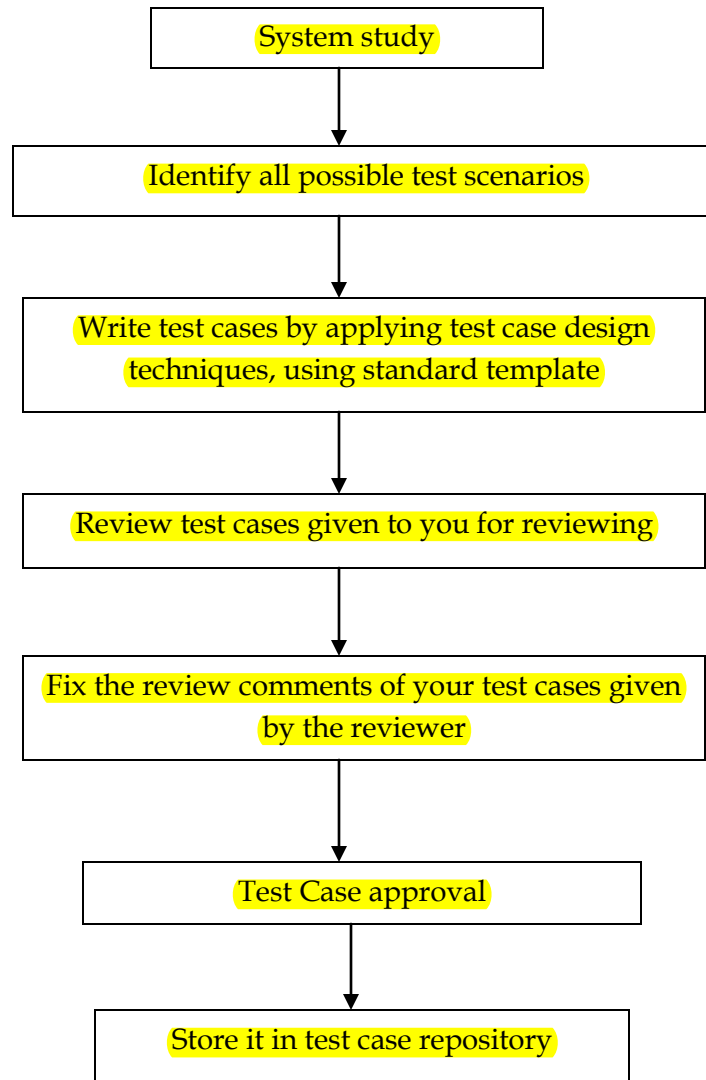 System study
Identify all possible test scenarios
Write test cases by applying test case design
techniques, using standard template
Review test cases given to you for reviewing
Fix the review comments of your test cases given
by the reviewer
Test Case approval
Store it in test case repository